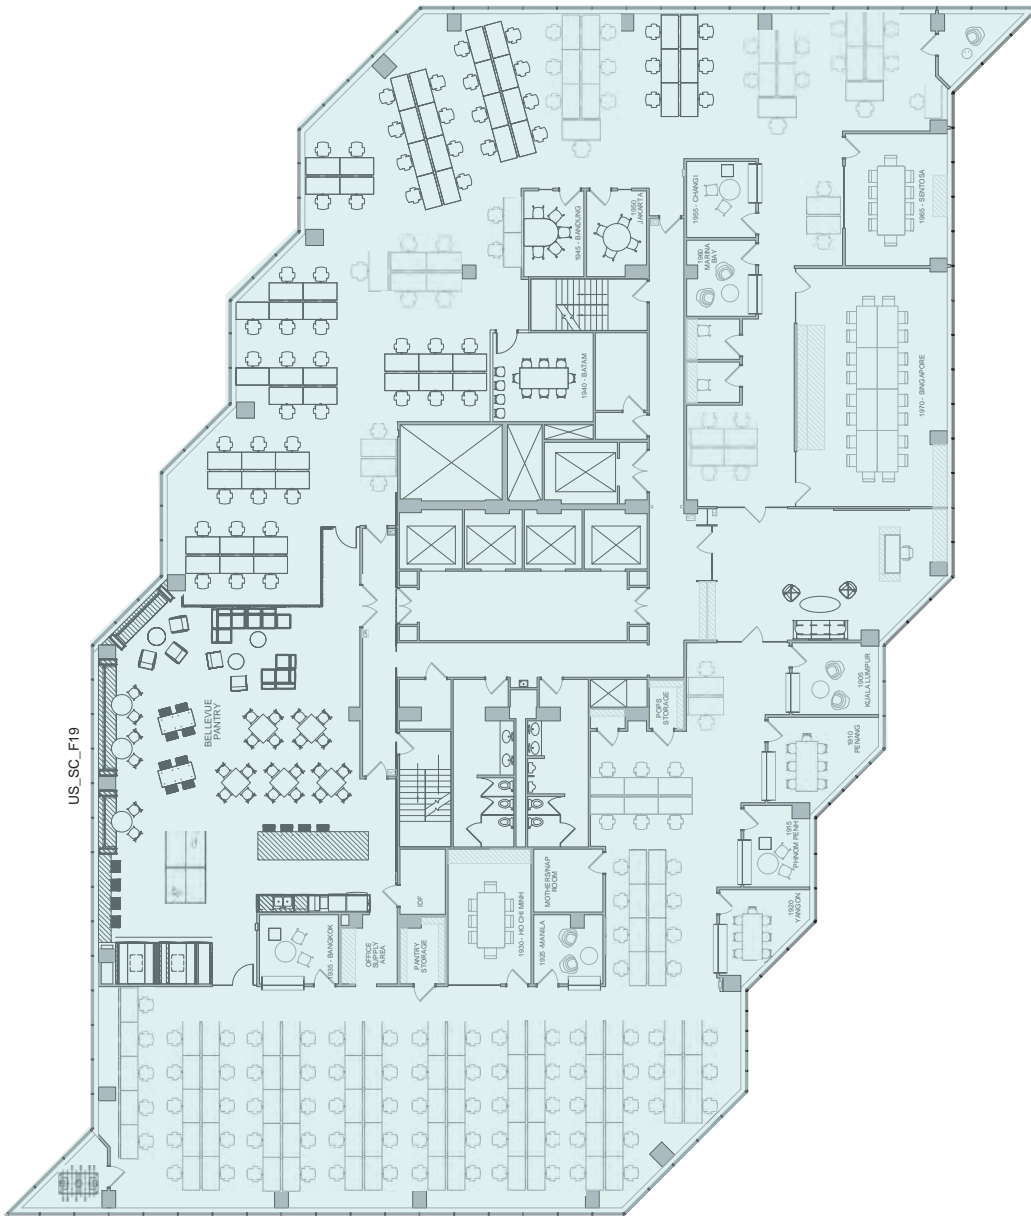 1950
JAKARTA
1945 - BANDUNG
1955 - CHANGI
1965 - SENTOSA
1960
MARINA
BAY
1940 - BATAM
1970 - SINGAPORE
1905
KUALA LUMPUR
POPS
STORAGE
BELLEVUE
PANTRY
US_SC_F19
1910
PENANG
1915
PHNOM PENH
1920
YANGON
MOTHERS/NAP
ROOM
IDF
1935 - BANGKOK
OFFICE
SUPPLY
AREA
PANTRY
STORAGE
1930 - HO CHI MINH
1925 -MANILA